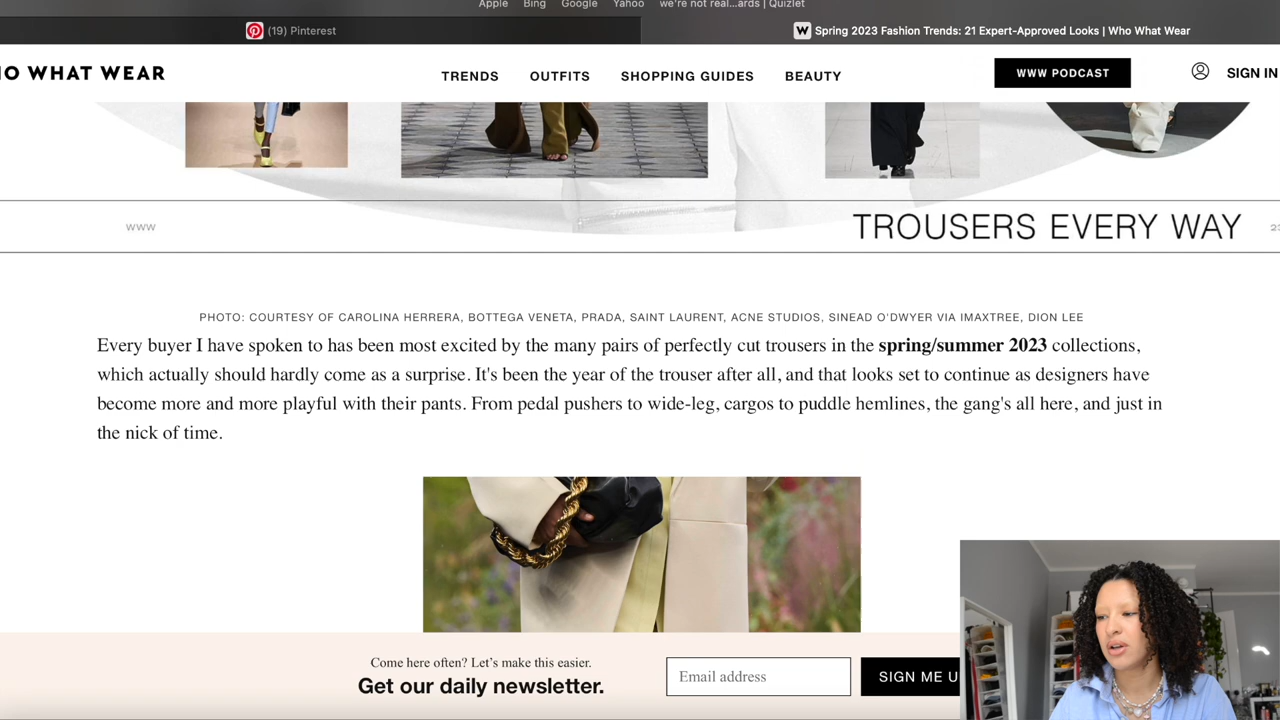 Apple Bing Google Yahoo we're not real...ards | Quizlet
(19) Pinterest
W Spring 2023 Fashion Trends: 21 Expert-Approved Looks | Who What Wear
O WHAT WEAR
TRENDS OUTFITS SHOPPING GUIDES BEAUTY
WWW PODCAST
SIGN IN
WWW
TROUSERS EVERY WAY
PHOTO: COURTESY OF CAROLINA HERRERA, BOTTEGA VENETA, PRADA, SAINT LAURENT, ACNE STUDIOS, SINEAD O'DWYER VIA IMAXTREE, DION LEE
Every buyer I have spoken to has been most excited by the many pairs of perfectly cut trousers in the spring/summer 2023 collections,
which actually should hardly come as a surprise. It's been the year of the trouser after all, and that looks set to continue as designers have
become more and more playful with their pants. From pedal pushers to wide-leg, cargos to puddle hemlines, the gang's all here, and just in
the nick of time.
Come here often? Let's make this easier.
Get our daily newsletter.
Email address
SIGN ME U